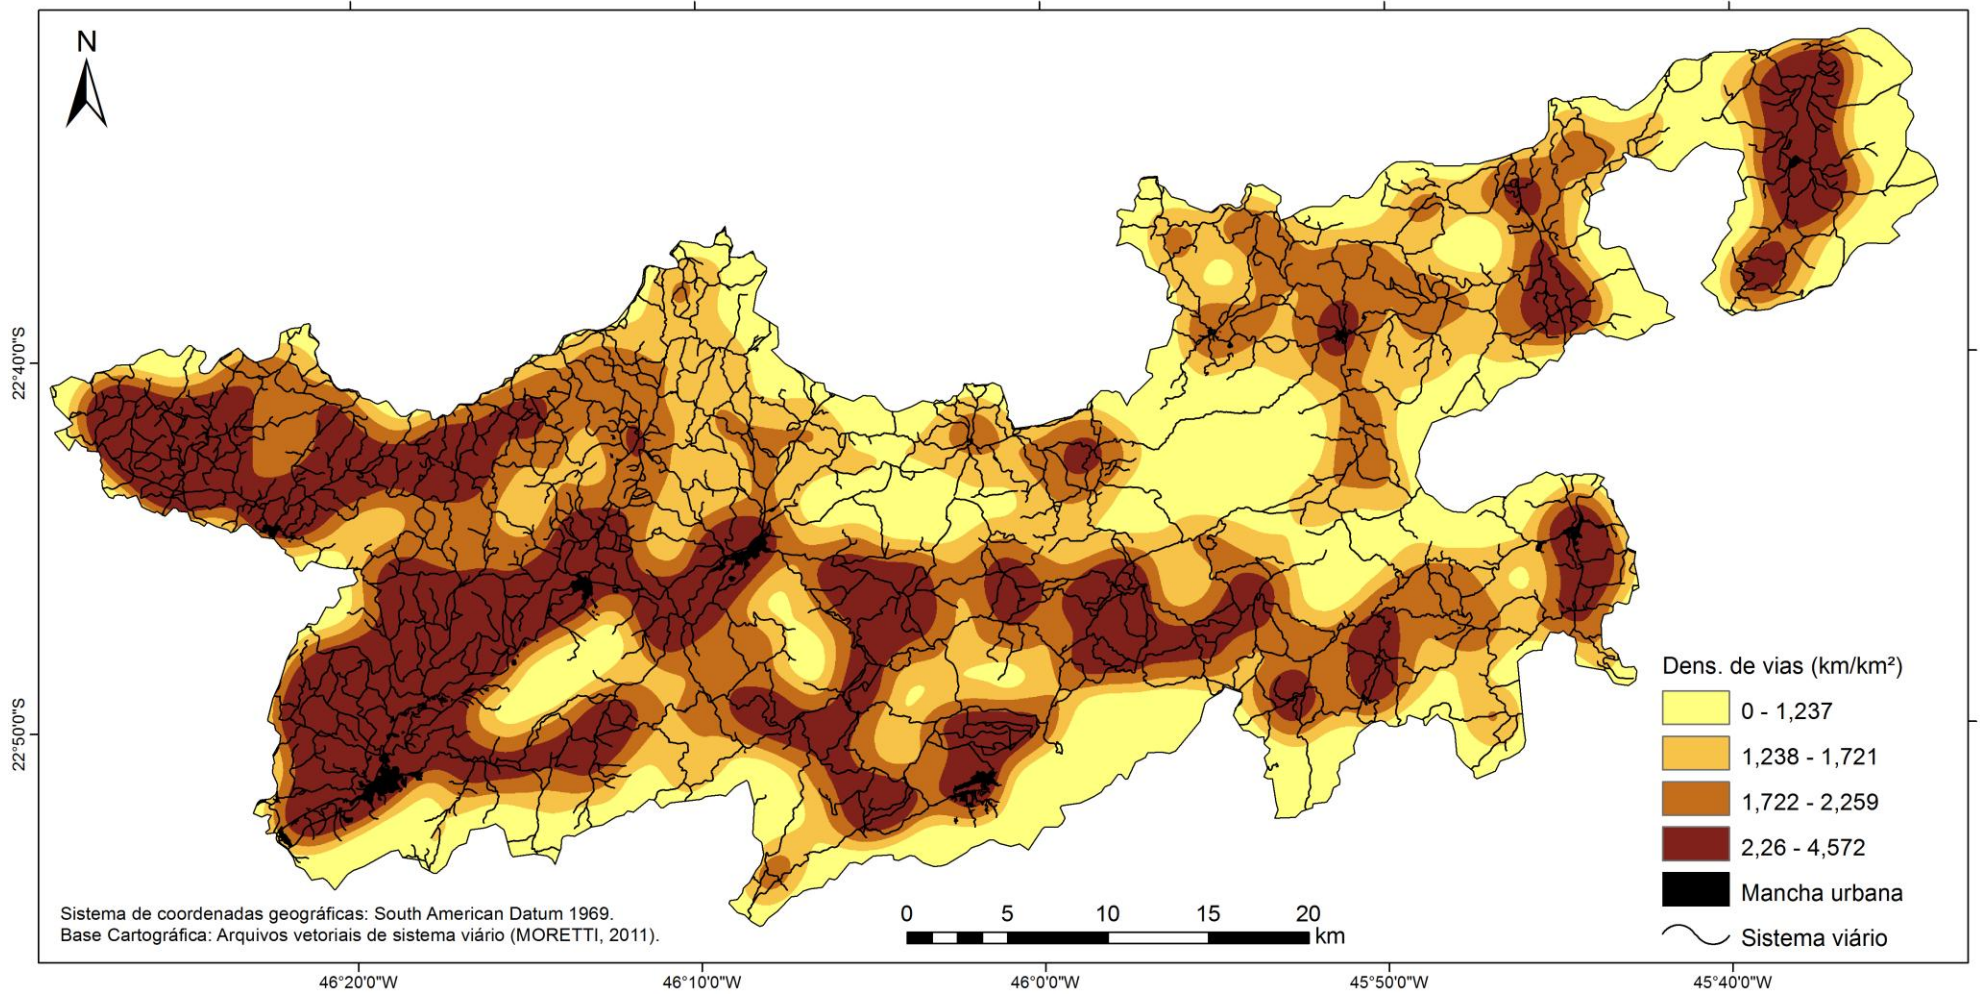 N
22°40'0"S
22°50'0"S
Dens. de vias (km/km²)
0 - 1,237
1,238 - 1,721
1,722 - 2,259
2,26 - 4,572
Mancha urbana
Sistema viário
Sistema de coordenadas geográficas: South American Datum 1969.
Base Cartográfica: Arquivos vetoriais de sistema viário (MORETTI, 2011).
0 5 10 15 20
km
46°20'0"W 46°10'0"W 46°0'0"W 45°50'0"W 45°40'0"W